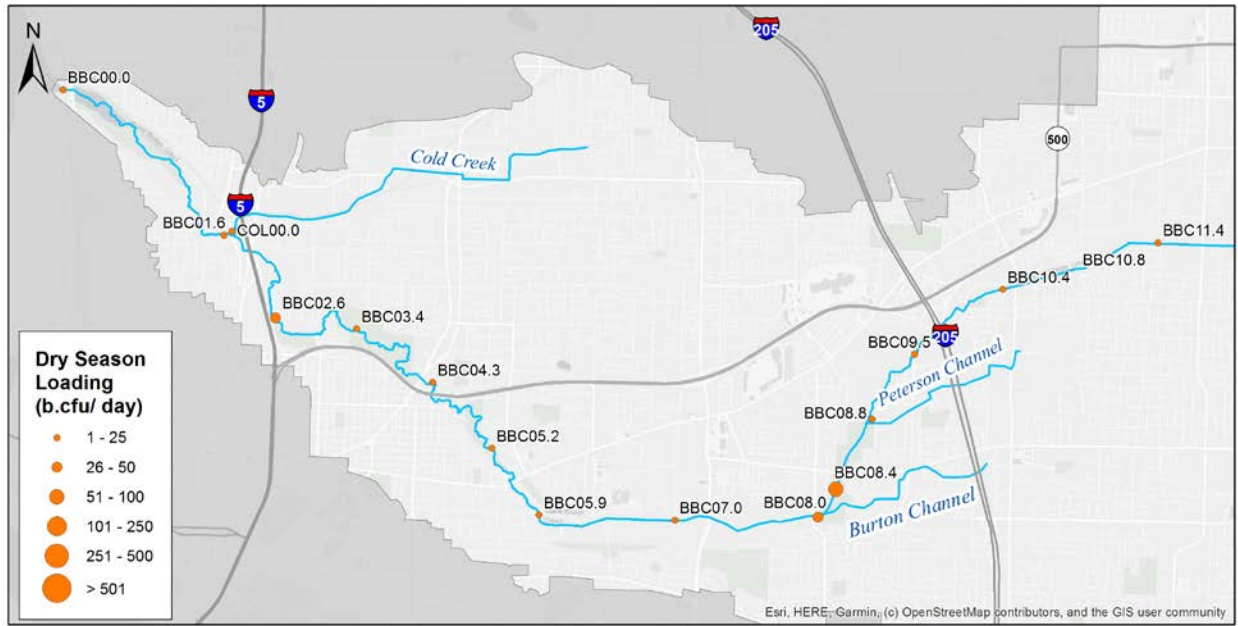 N
BBC00.0
5
205
500
Cold Creek
5
BBC01.6
COL00.0
BBC11.4
BBC10.8
BBC10.4
BBC02.6
BBC03.4
205
BBC09.5
Peterson Channel
BBC04.3
BBC08.8
BBC05.2
BBC08.4
BBC05.9
BBC07.0
BBC08.0
Burton Channel
Dry Season
Loading
(b.cfu/ day)
1 - 25
26 - 50
51 - 100
101 - 250
251 - 500
> 501
Esri, HERE, Garmin, (c) OpenStreetMap contributors, and the GIS user community